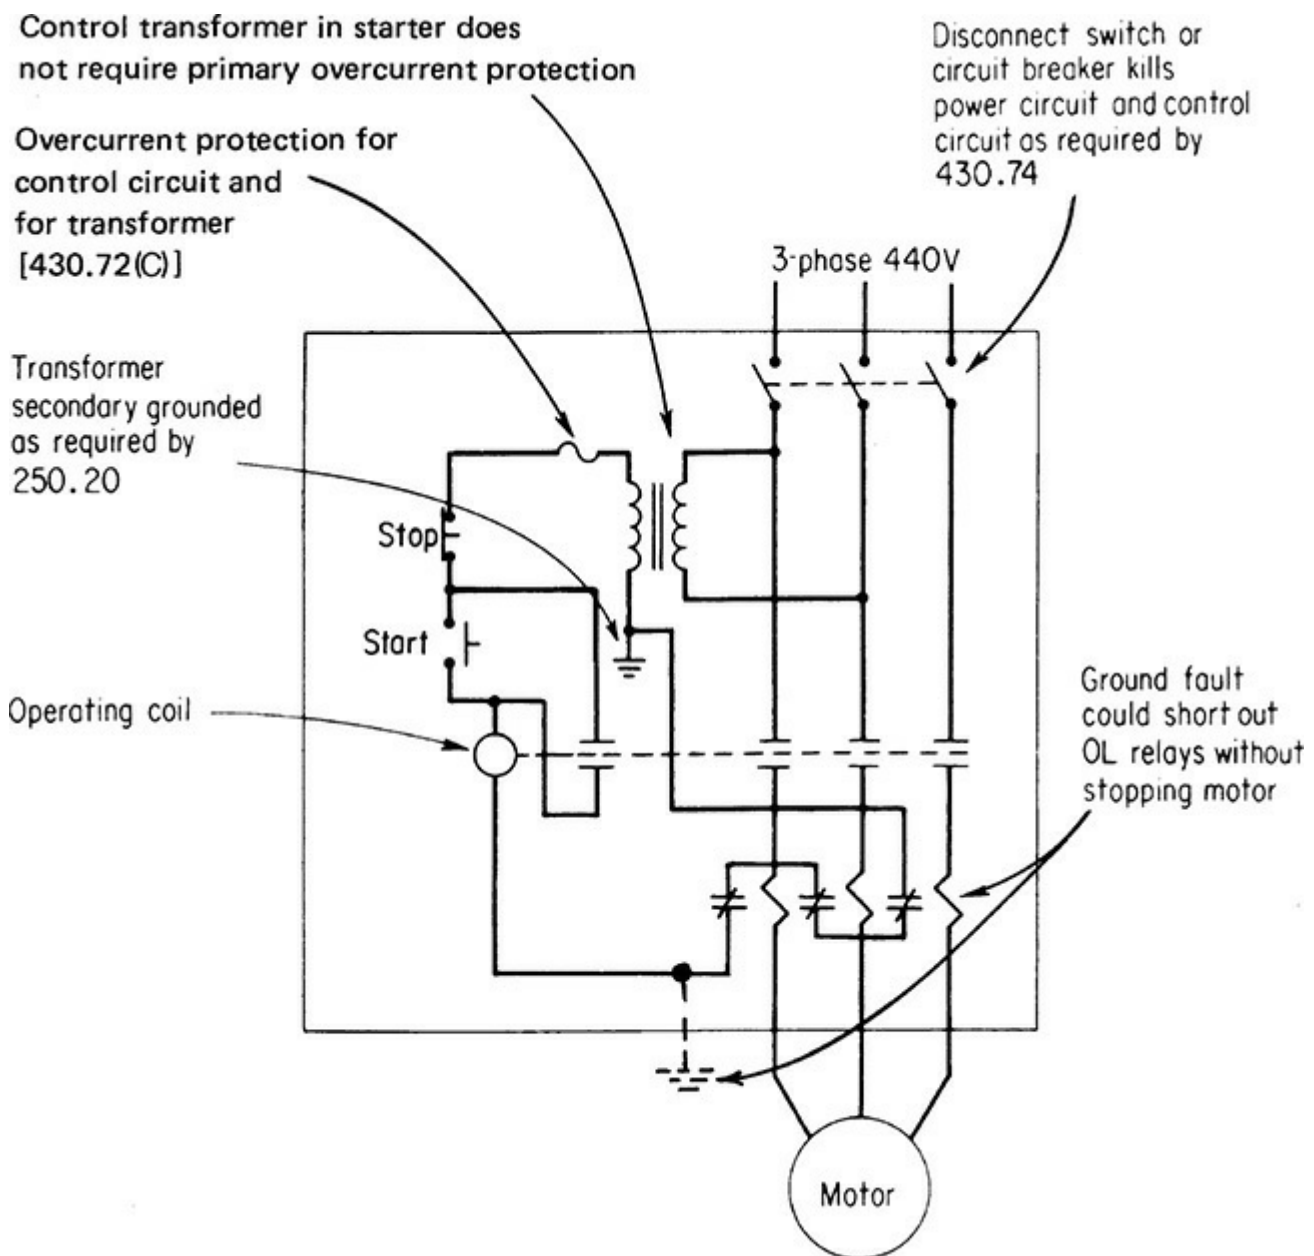 Control transformer in starter does
not require primary overcurrent protection
Overcurrent protection for
control circuit and
for transformer
[430.72(C)]
Disconnect switch or
circuit breaker kills
power circuit and control
circuit as required by
430.74
3-phase 440V
Transformer
secondary grounded
as required by
250.20
Stop
Start
Operating coil
Ground fault
could short out
OL relays without
stopping motor
Motor